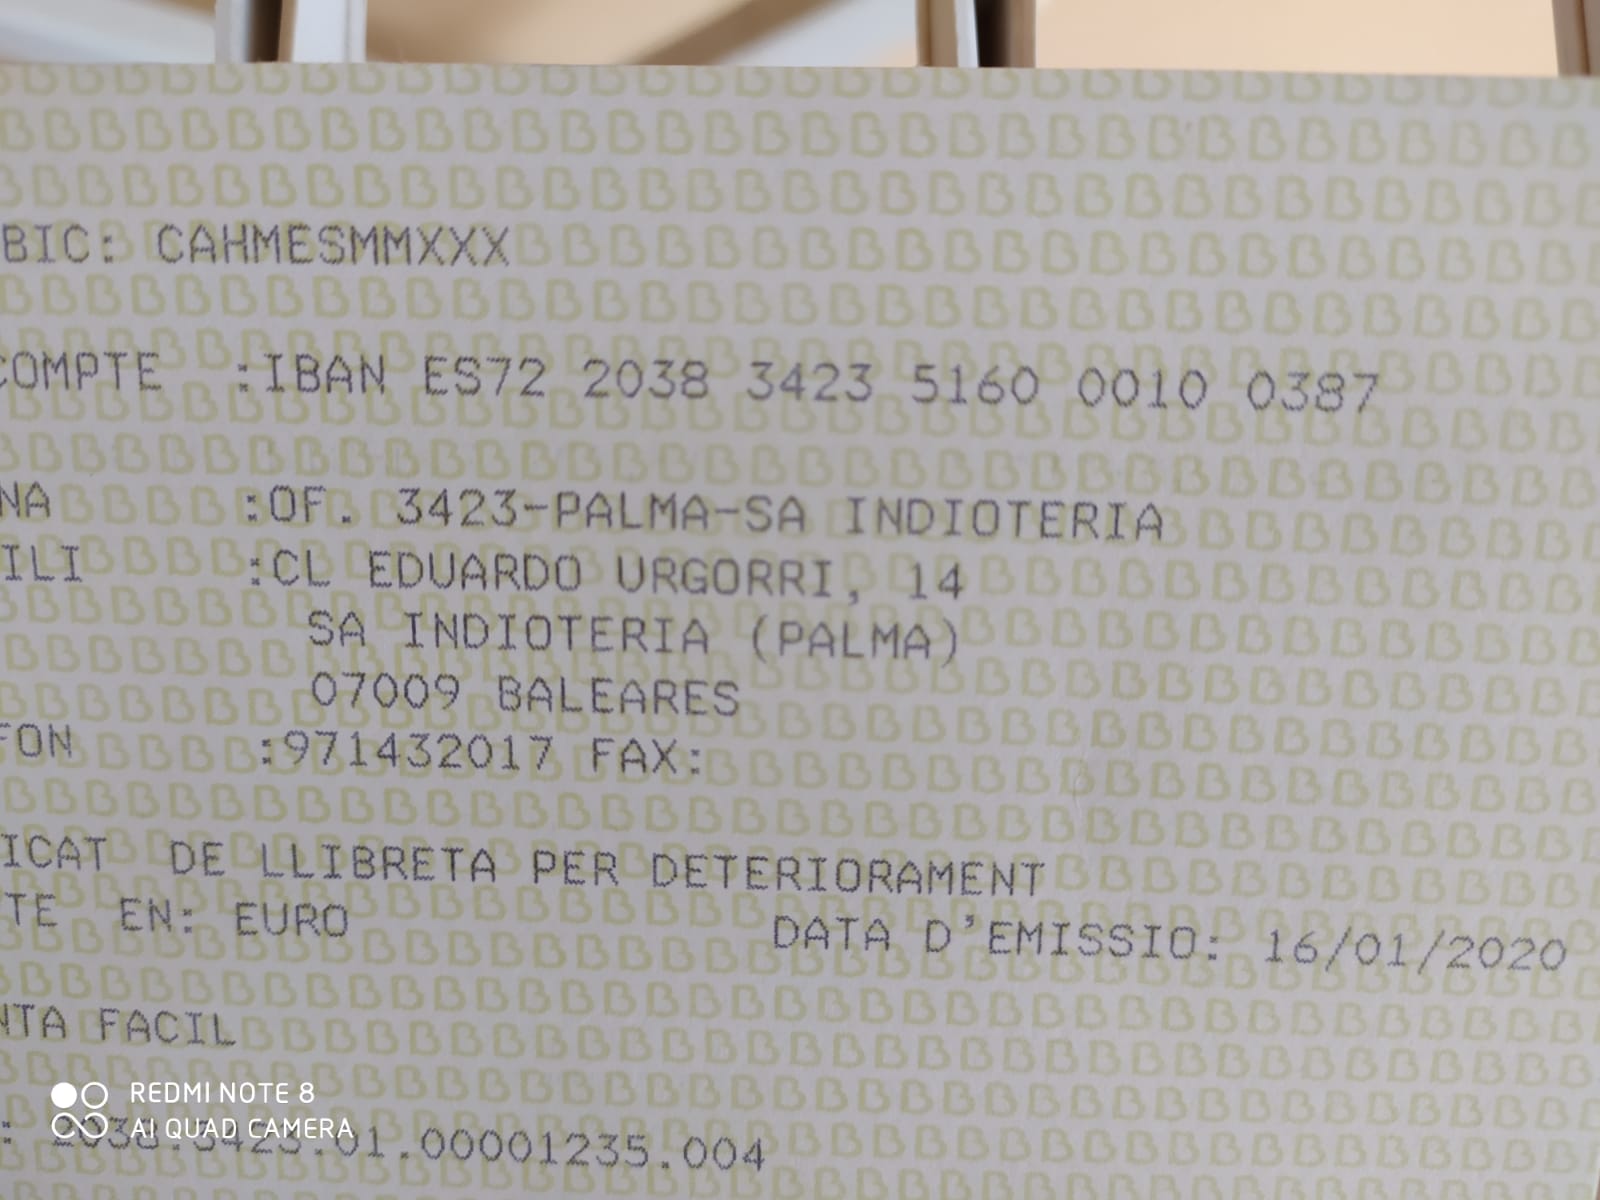 BIC: CAHMESMMXXX
COMPTE :IBAN ES72 2038 3423 5160 0010 0387
NA :OF. 3423-PALMA-SA INDIOTERIA
ILI :CL EDUARDO URGORRI, 14
SA INDIOTERIA (PALMA)
07009 BALEARES
FON :971432017 FAX:
ICAT DE LLIBRETA PER DETERIORAMENT
TE EN: EURO DATA D'EMISSIO: 16/01/2020
NTA FACIL
: 2038.3423.01.00001235.004
REDMI NOTE 8
AI QUAD CAMERA